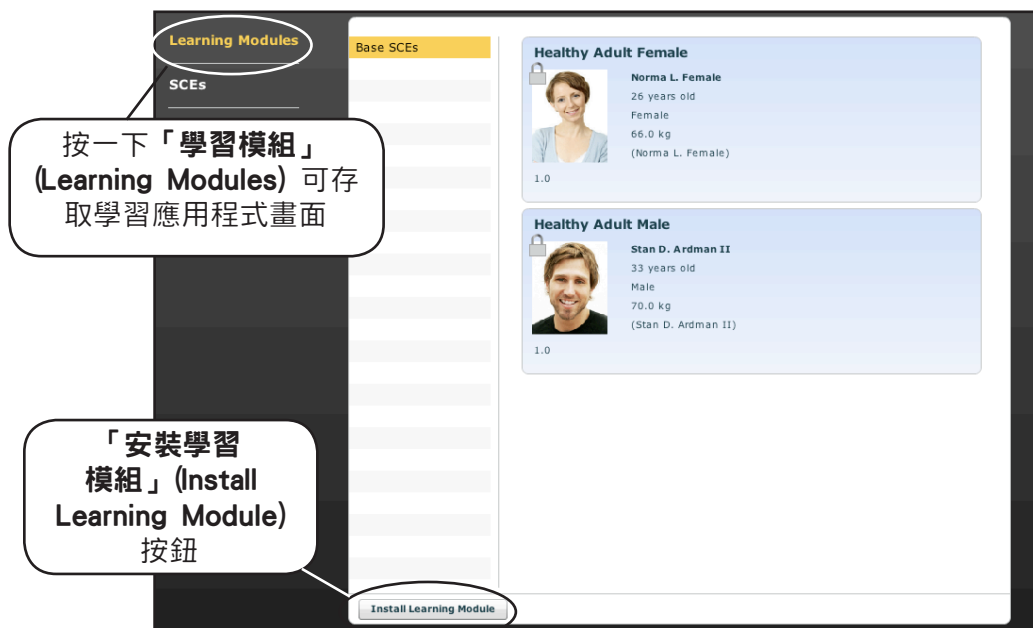 Learning Modules
SCEs
按一下「學習模組」
(Learning Modules) 可存
取學習應用程式畫面
「安裝學習
模組」(Install
Learning Module)
按鈕
Base SCEs
Install Learning Module
Healthy Adult Female
Norma L. Female
26 years old
Female
66.0 kg
(Norma L. Female)
1.0
Healthy Adult Male
Stan D. Ardman II
33 years old
Male
70.0 kg
(Stan D. Ardman II)
1.0